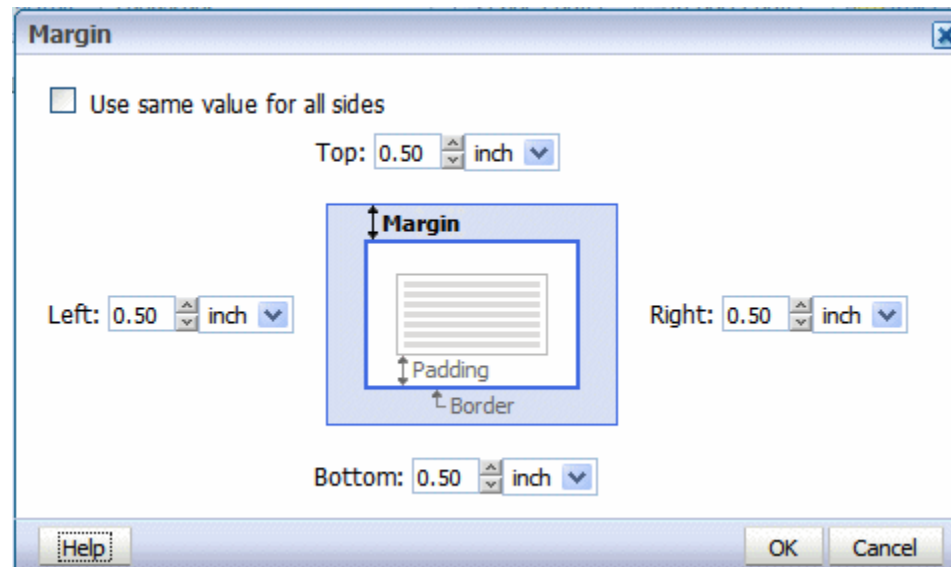 Margin
Use same value for all sides
Top: 0.50 inch
Margin
Left: 0.50 inch
Right: 0.50 inch
Padding
Border
Bottom: 0.50 inch
Help
OK
Cancel